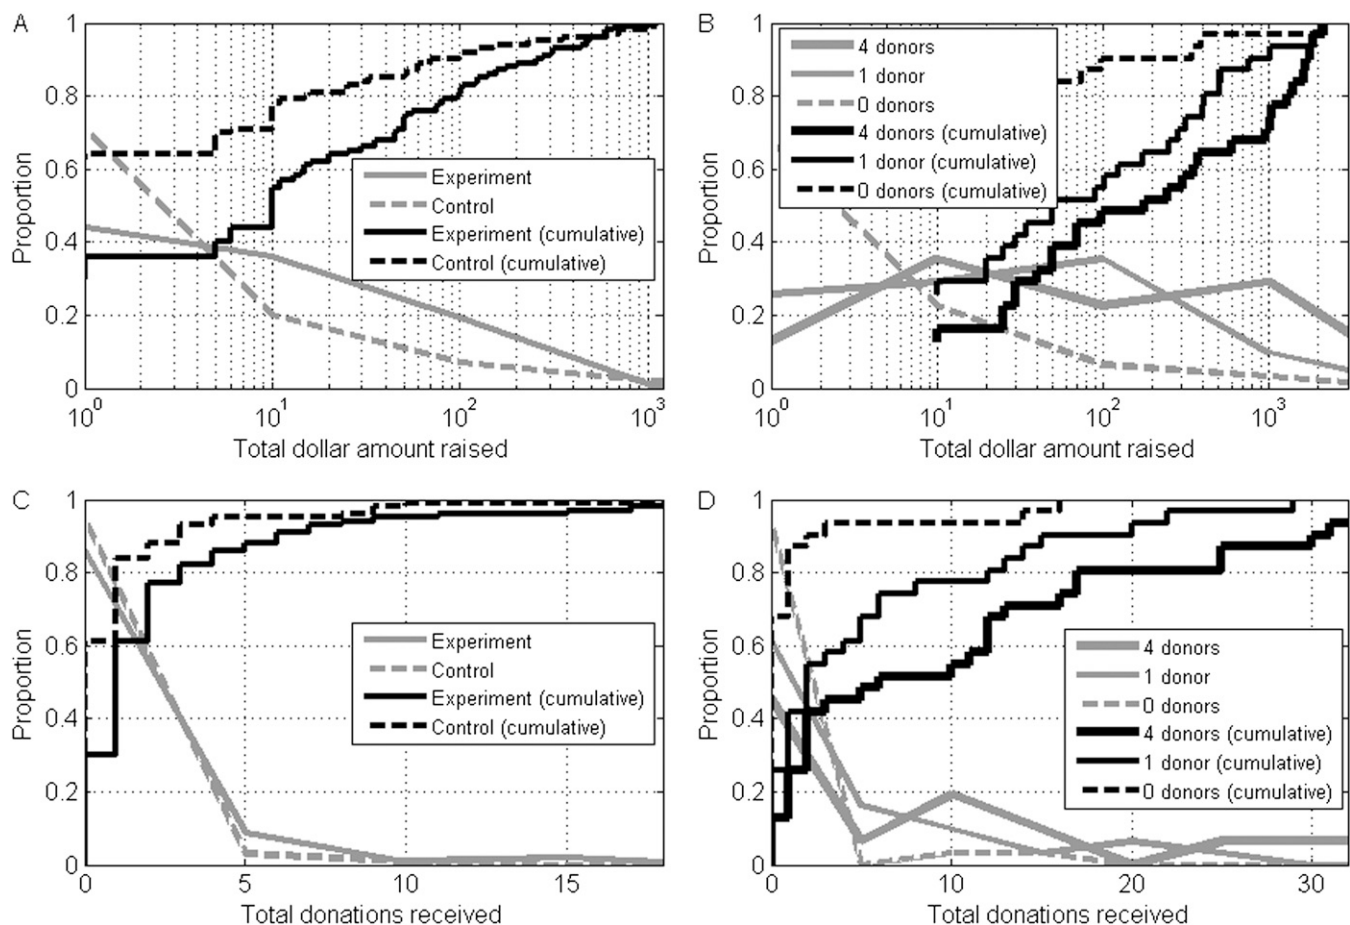 A
1
0.8
0.6
0.4
0.2
0
Proportion
Experiment
Control
Experiment (cumulative)
Control (cumulative)
10^0
10^1
10^2
10^3
Total dollar amount raised
B
1
0.8
0.6
0.4
0.2
0
Proportion
4 donors
1 donor
0 donors
4 donors (cumulative)
1 donor (cumulative)
0 donors (cumulative)
10^0
10^1
10^2
10^3
Total dollar amount raised
C
1
0.8
0.6
0.4
0.2
0
Proportion
Experiment
Control
Experiment (cumulative)
Control (cumulative)
0
5
10
15
Total donations received
D
1
0.8
0.6
0.4
0.2
0
Proportion
4 donors
1 donor
0 donors
4 donors (cumulative)
1 donor (cumulative)
0 donors (cumulative)
0
10
20
30
Total donations received